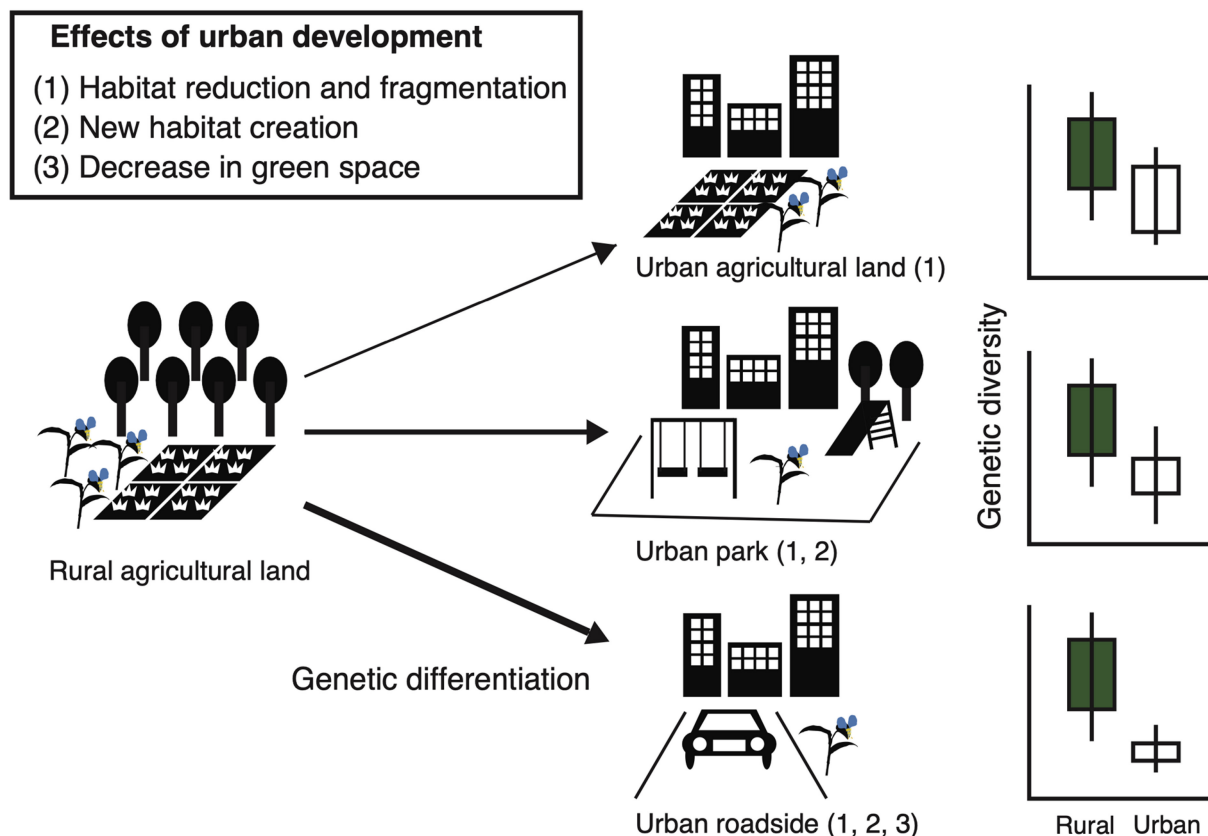 Effects of urban development
(1) Habitat reduction and fragmentation
(2) New habitat creation
(3) Decrease in green space
Urban agricultural land (1)
Rural agricultural land
Urban park (1, 2)
Genetic differentiation
Urban roadside (1, 2, 3)
Genetic diversity
Rural Urban